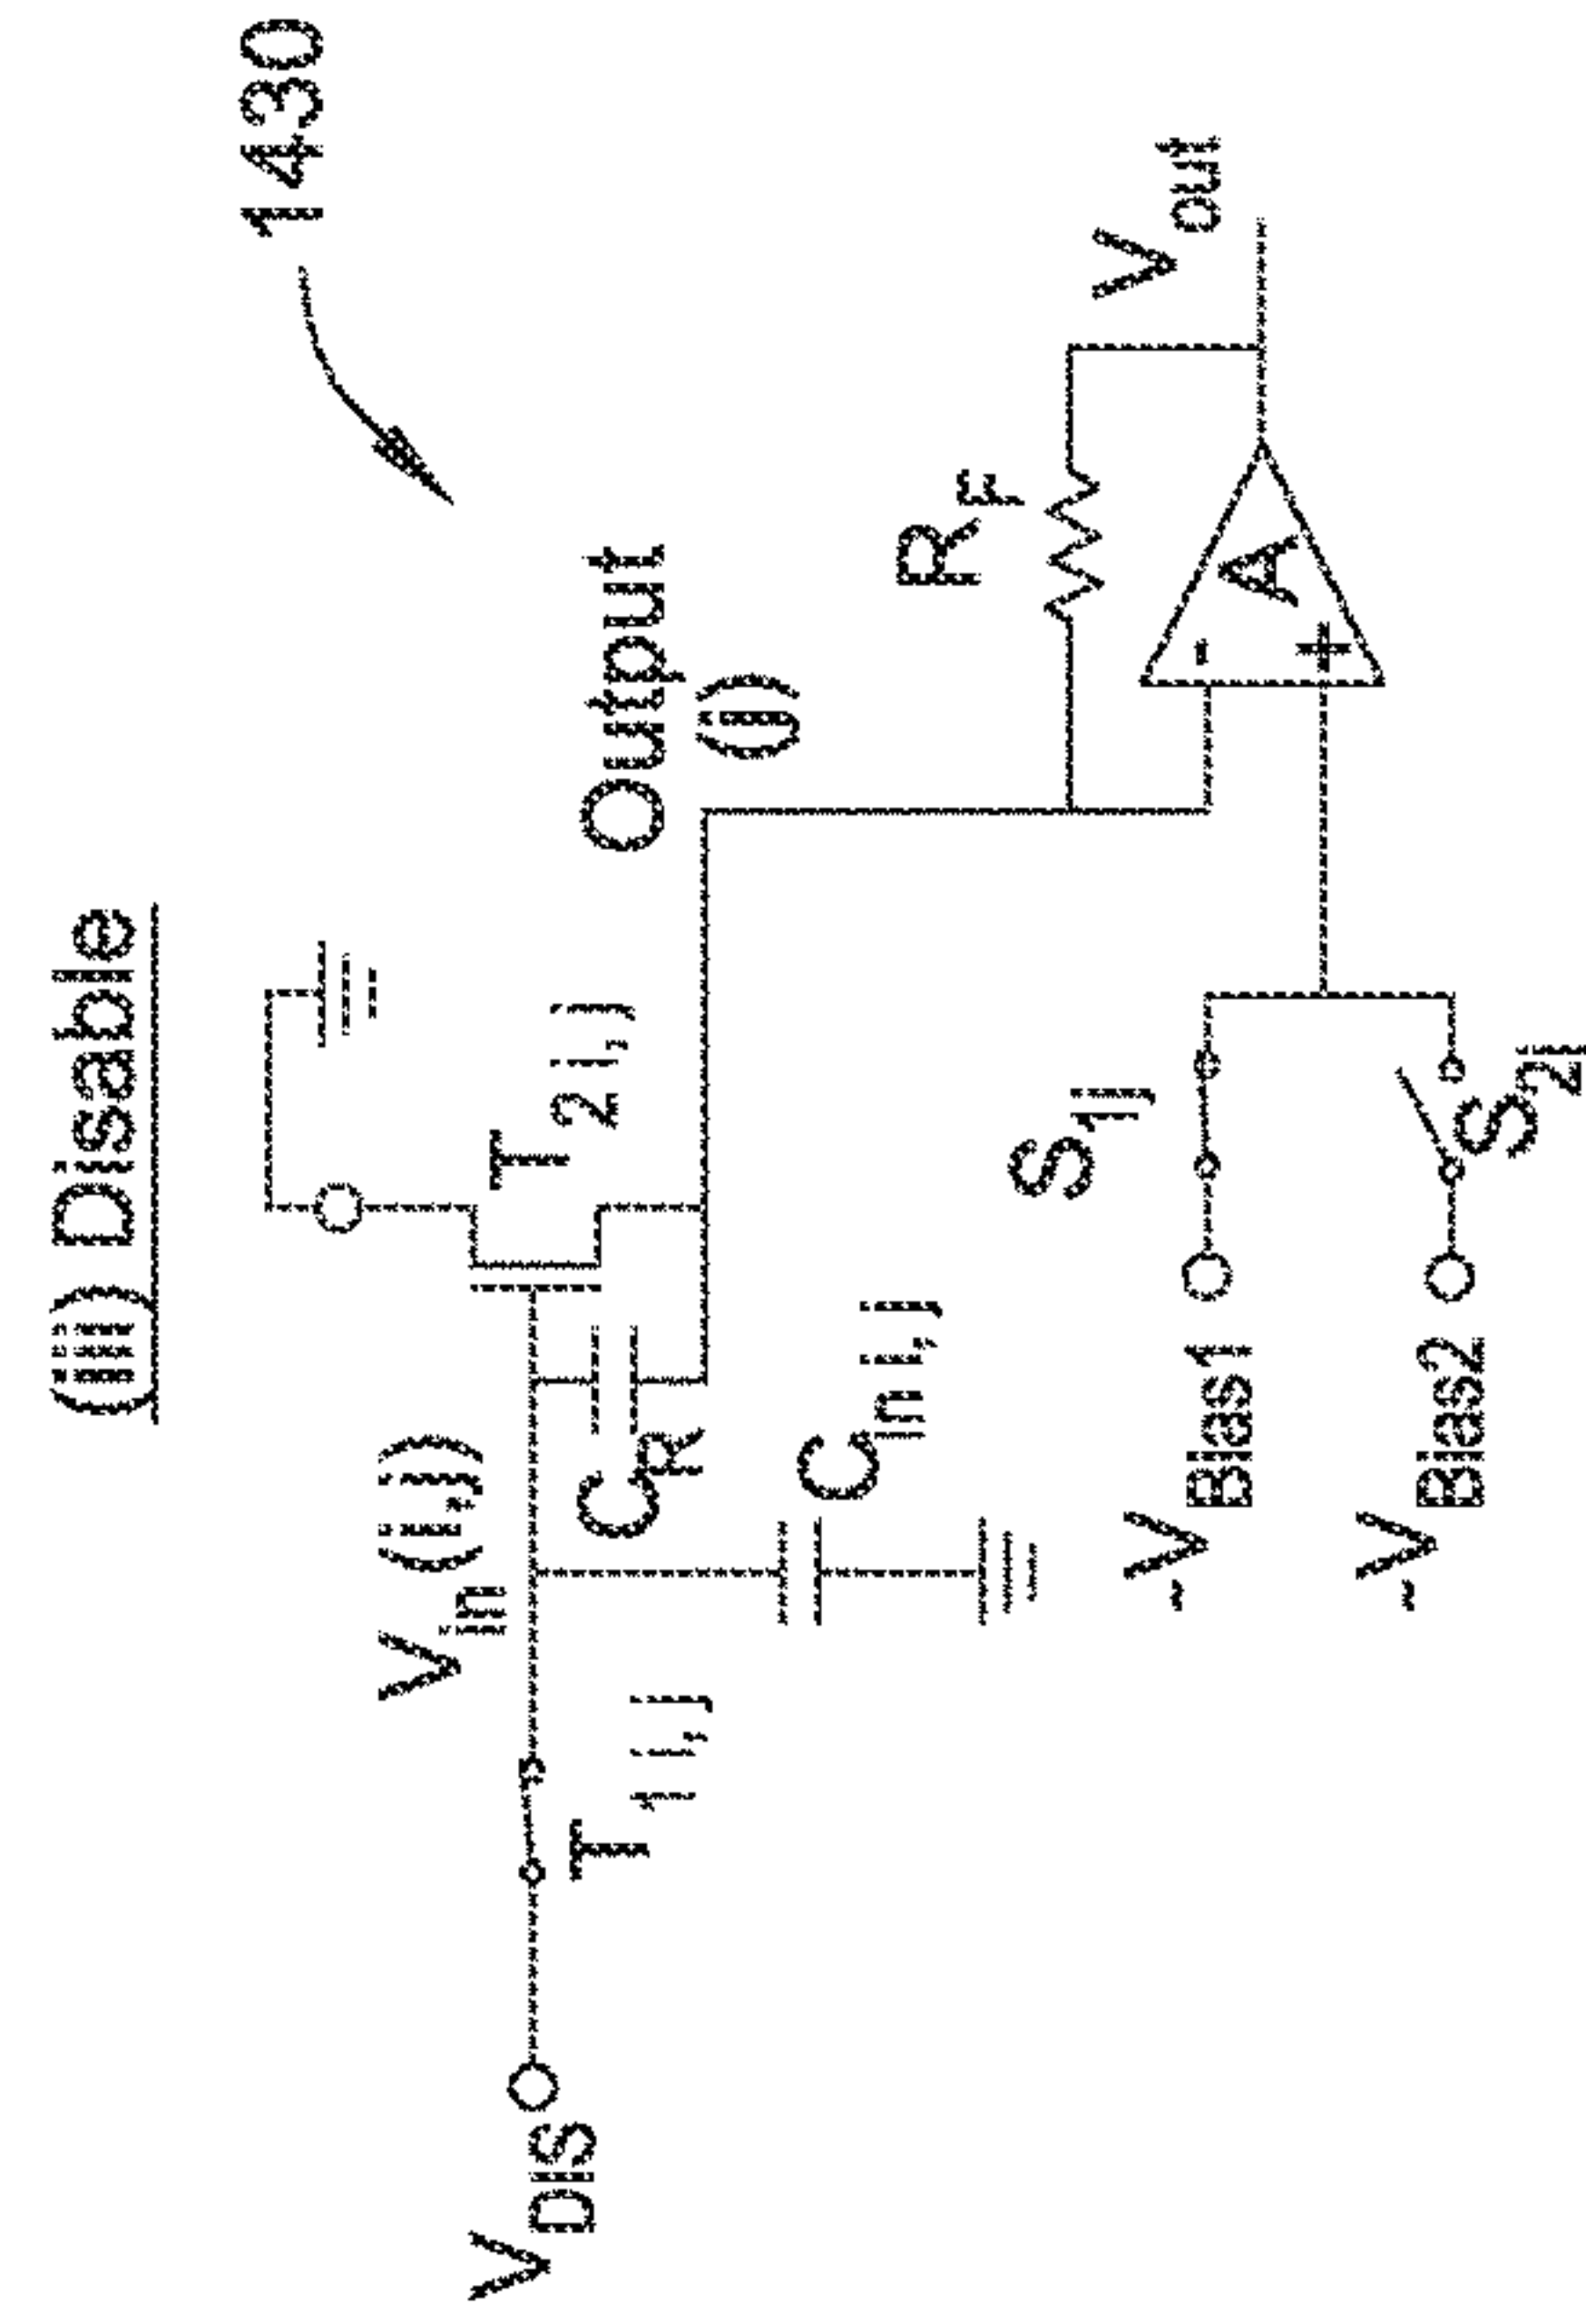 (iii) Disable
1430
V_in(i,j)
T_2 i,j
Output
(j)
V_DIS
T_1 i,j
C_R
C_in i,j
R_F
V_out
-
A
+
S_1j
~V_Bias1
S_2j
~V_Bias2